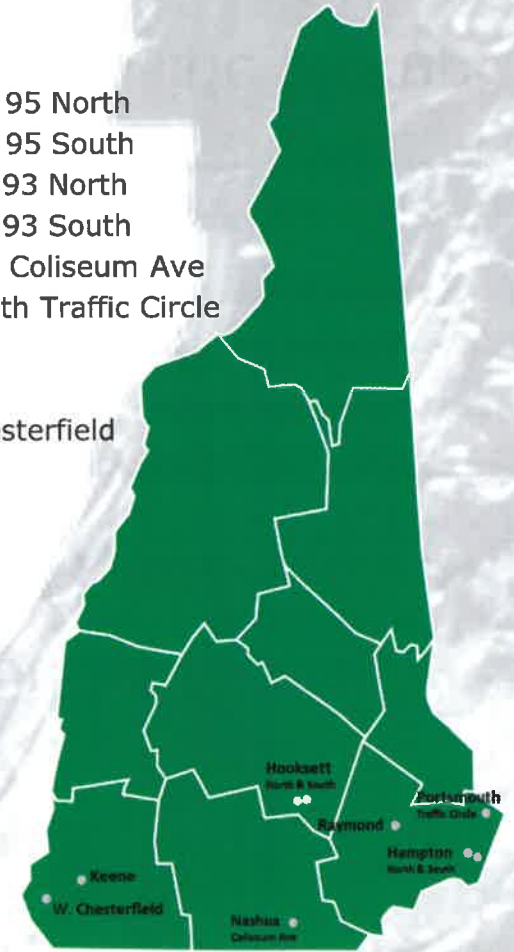 95 North
95 South
93 North
93 South
Coliseum Ave
th Traffic Circle
sterfield
Hooksett
North & South
Portsmouth
Traffic Circle
Raymond
Hampton
North & South
Keene
W. Chesterfield
Nashua
Coliseum Ave